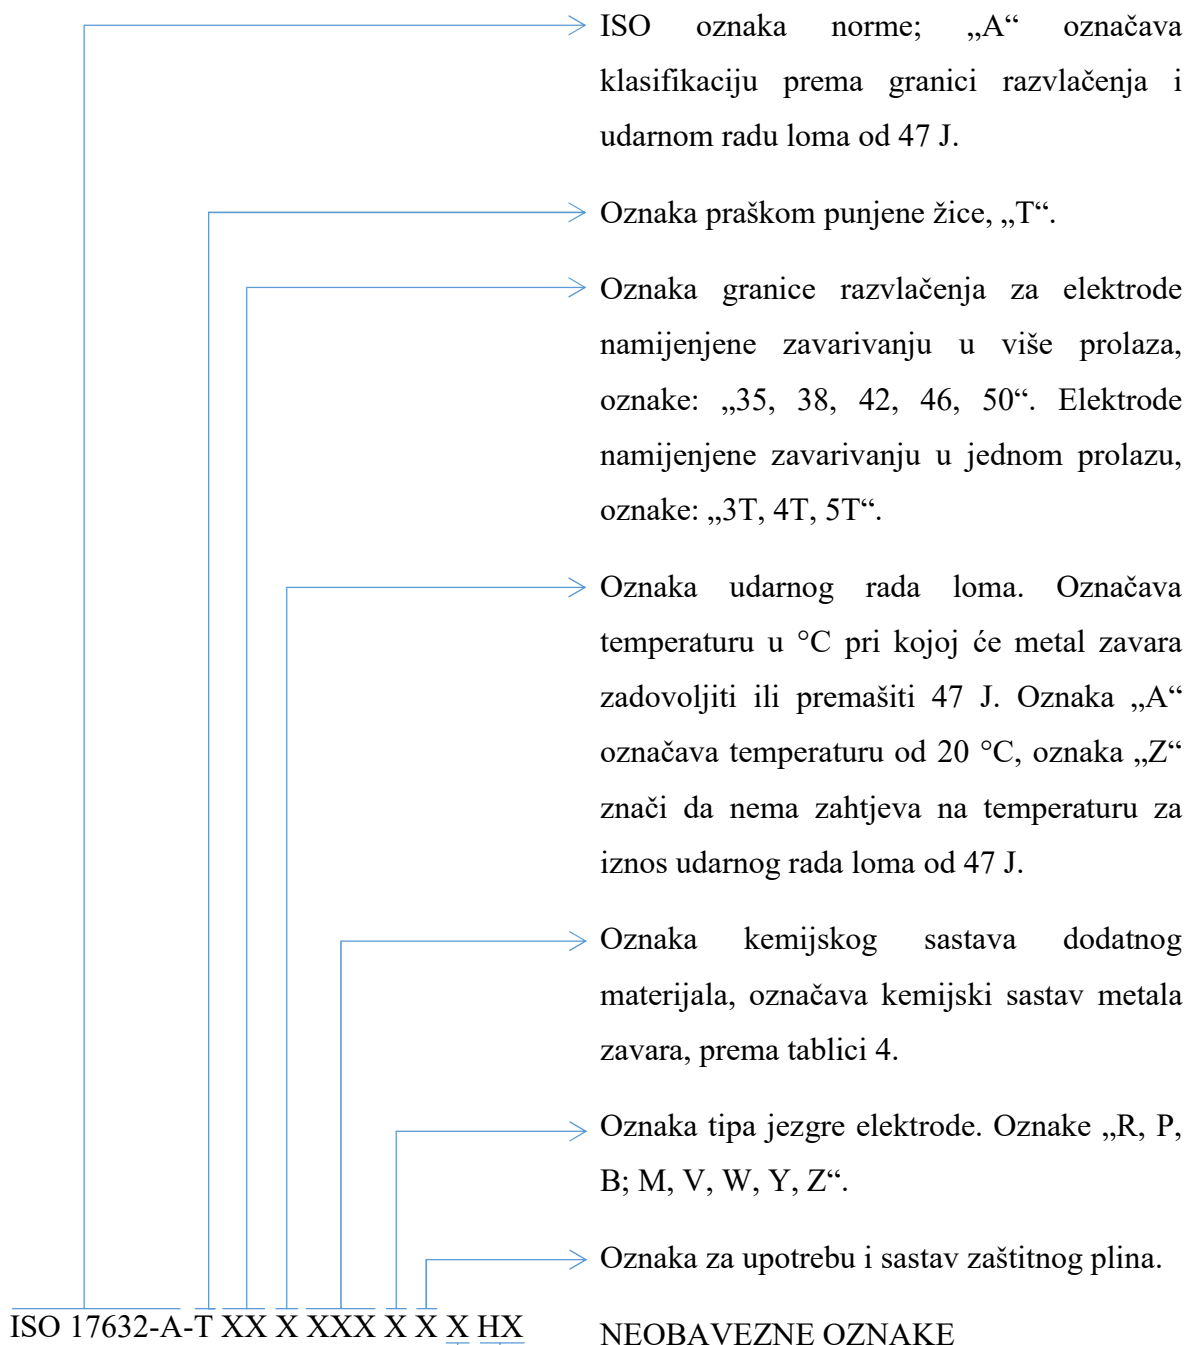 ISO oznaka norme; „A“ označava
klasifikaciju prema granici razvlačenja i
udarnom radu loma od 47 J.
Oznaka praškom punjene žice, „T“.
Oznaka granice razvlačenja za elektrode
namijenjene zavarivanju u više prolaza,
oznake: „35, 38, 42, 46, 50“. Elektrode
namijenjene zavarivanju u jednom prolazu,
oznake: „3T, 4T, 5T“.
Oznaka udarnog rada loma. Označava
temperaturu u °C pri kojoj će metal zavara
zadovoljiti ili premašiti 47 J. Oznaka „A“
označava temperaturu od 20 °C, oznaka „Z“
znači da nema zahtjeva na temperaturu za
iznos udarnog rada loma od 47 J.
Oznaka kemijskog sastava dodatnog
materijala, označava kemijski sastav metala
zavara, prema tablici 4.
Oznaka tipa jezgre elektrode. Oznake „R, P,
B; M, V, W, Y, Z“.
Oznaka za upotrebu i sastav zaštitnog plina.
ISO 17632-A-T XX X XXX X X X HX
NEOBAVEZNE OZNAKE